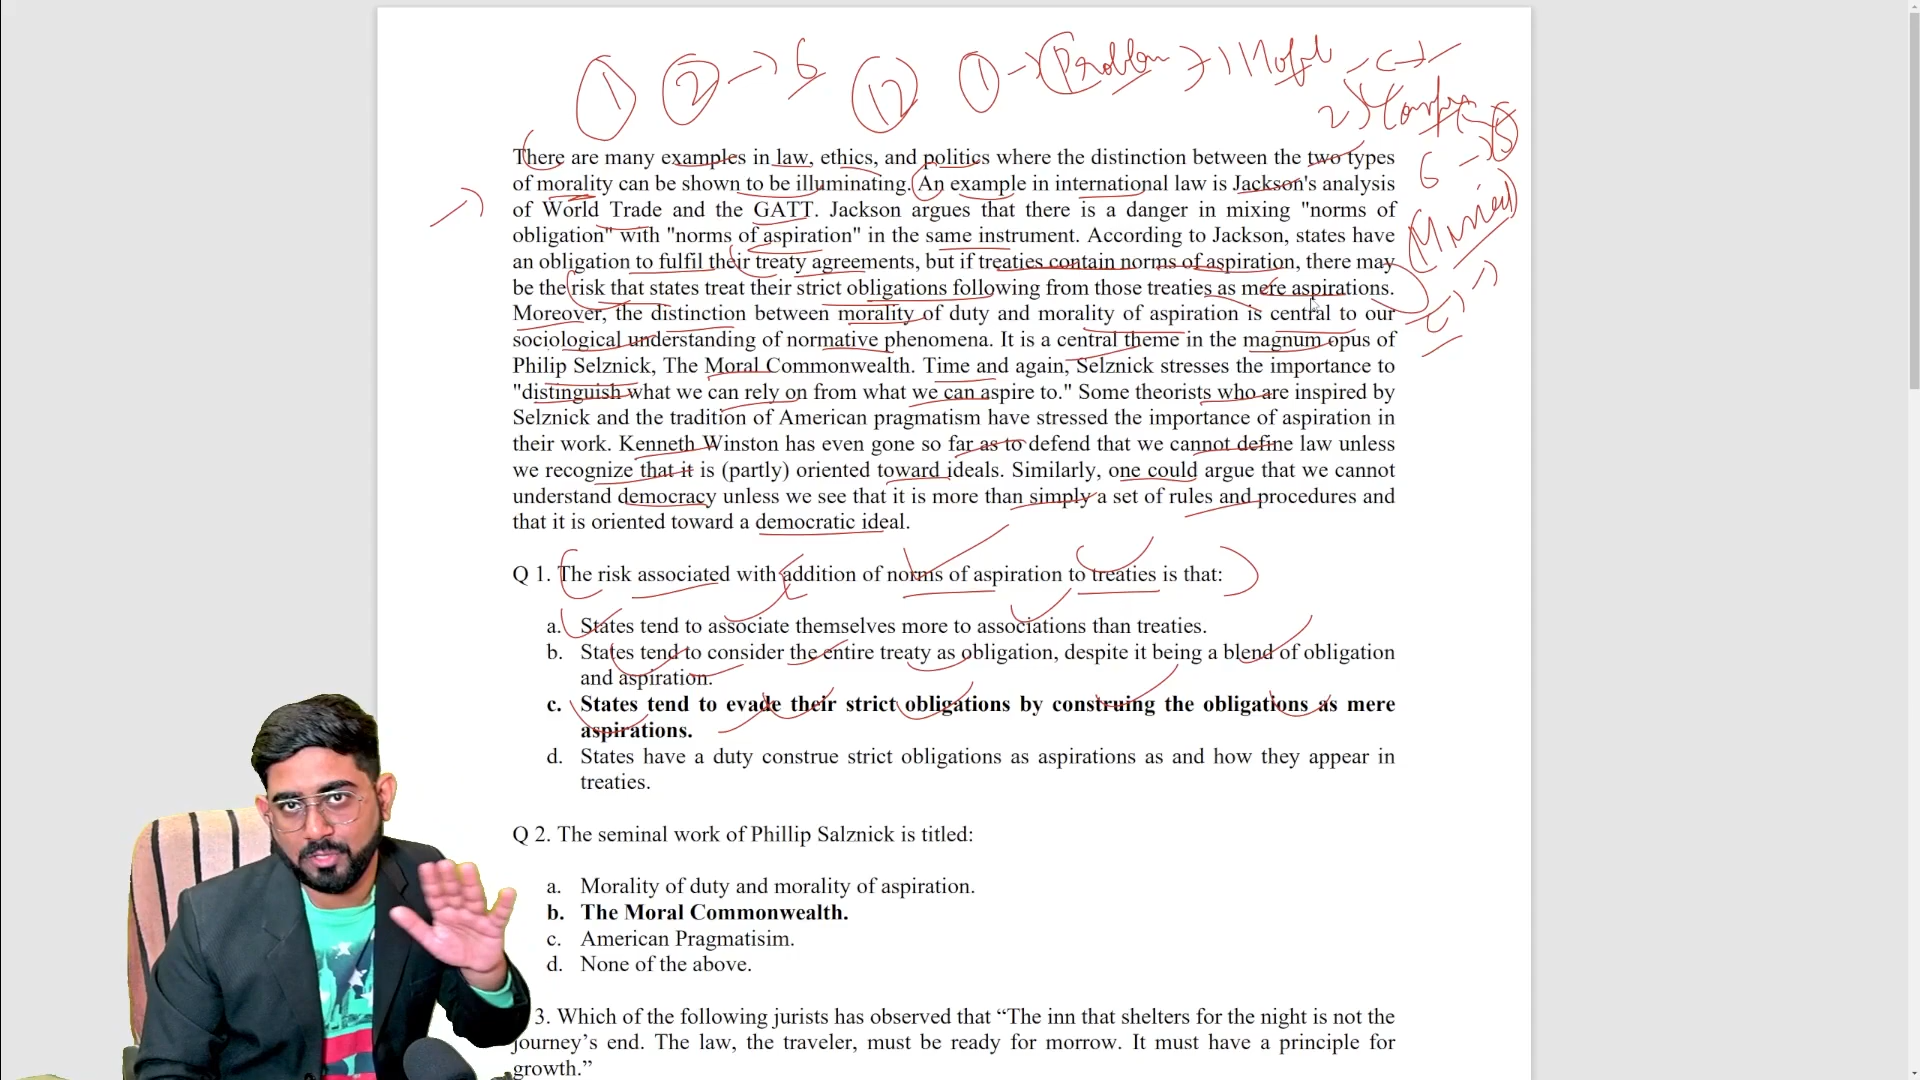 1 2 6 12 1 Problem
2)
6
There are many examples in law, ethics, and politics where the distinction between the two types
of morality can be shown to be illuminating. An example in international law is Jackson's analysis
of World Trade and the GATT. Jackson argues that there is a danger in mixing "norms of
obligation" with "norms of aspiration" in the same instrument. According to Jackson, states have
an obligation to fulfil their treaty agreements, but if treaties contain norms of aspiration, there may
be the risk that states treat their strict obligations following from those treaties as mere aspirations.
Moreover, the distinction between morality of duty and morality of aspiration is central to our
sociological understanding of normative phenomena. It is a central theme in the magnum opus of
Philip Selznick, The Moral Commonwealth. Time and again, Selznick stresses the importance to
"distinguish what we can rely on from what we can aspire to." Some theorists who are inspired by
Selznick and the tradition of American pragmatism have stressed the importance of aspiration in
their work. Kenneth Winston has even gone so far as to defend that we cannot define law unless
we recognize that it is (partly) oriented toward ideals. Similarly, one could argue that we cannot
understand democracy unless we see that it is more than simply a set of rules and procedures and
that it is oriented toward a democratic ideal.
Q 1. The risk associated with addition of norms of aspiration to treaties is that:
a. States tend to associate themselves more to associations than treaties.
b. States tend to consider the entire treaty as obligation, despite it being a blend of obligation
and aspiration.
c. States tend to evade their strict obligations by construing the obligations as mere
aspirations.
d. States have a duty construe strict obligations as aspirations as and how they appear in
treaties.
Q 2. The seminal work of Phillip Salznick is titled:
a. Morality of duty and morality of aspiration.
b. The Moral Commonwealth.
c. American Pragmatisim.
d. None of the above.
3. Which of the following jurists has observed that “The inn that shelters for the night is not the
journey’s end. The law, the traveler, must be ready for morrow. It must have a principle for
growth.”